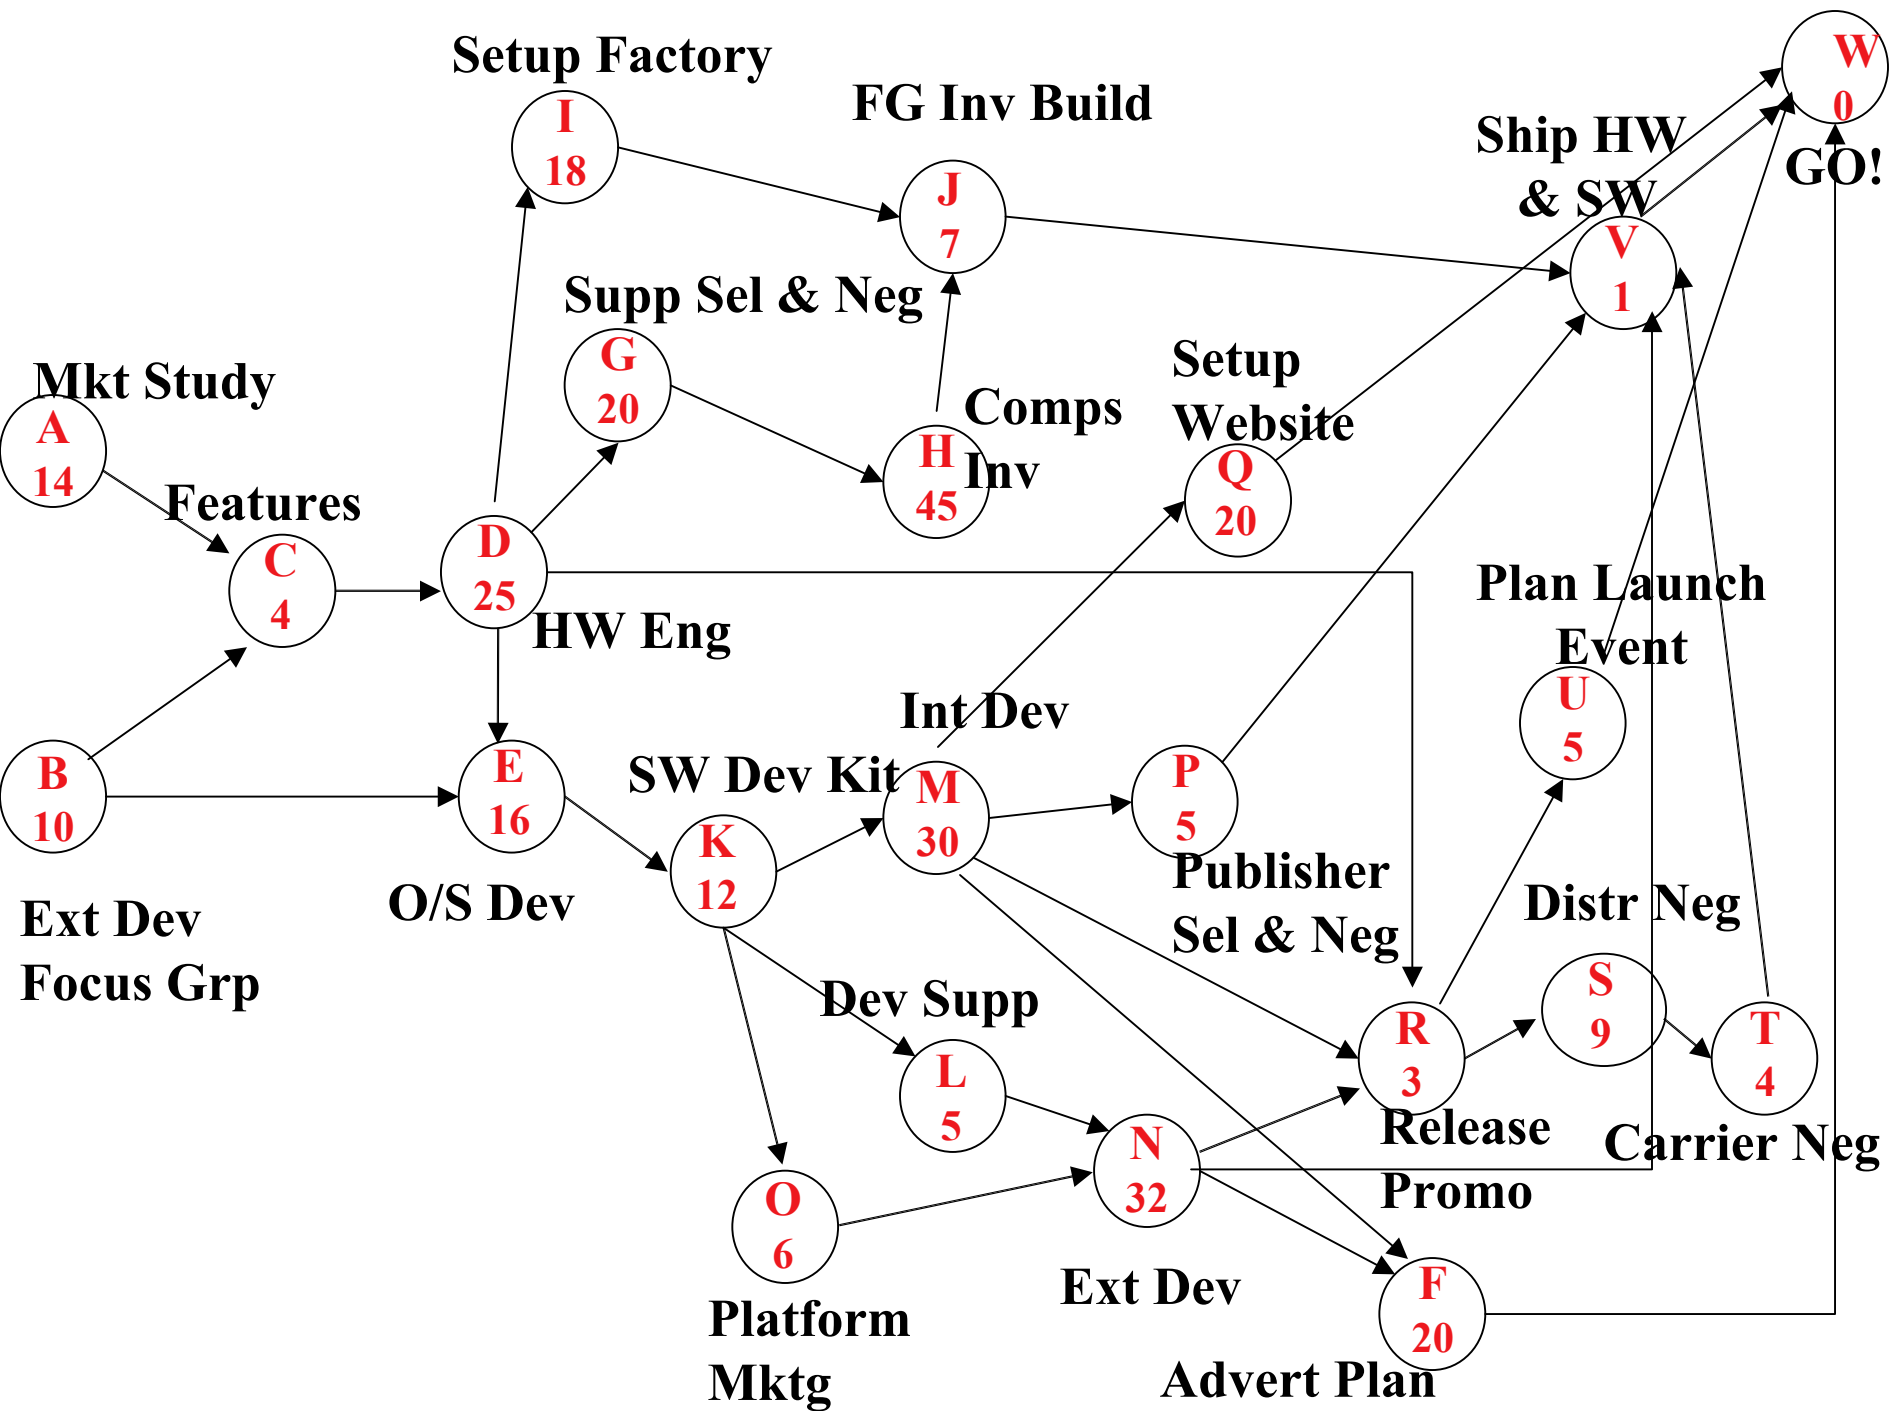 Setup Factory
I
18
FG Inv Build
J
7
W
0
GO!
Ship HW
& SW
V
1
Supp Sel & Neg
G
20
Comps
Inv
H
45
Setup
Website
Q
20
Mkt Study
A
14
Features
C
4
D
25
HW Eng
Plan Launch
Event
U
5
B
10
Ext Dev
Focus Grp
E
16
O/S Dev
SW Dev Kit
K
12
Int Dev
M
30
P
5
Publisher
Sel & Neg
Distr Neg
S
9
T
4
Carrier Neg
Dev Supp
L
5
R
3
Release
Promo
N
32
Ext Dev
O
6
Platform
Mktg
F
20
Advert Plan